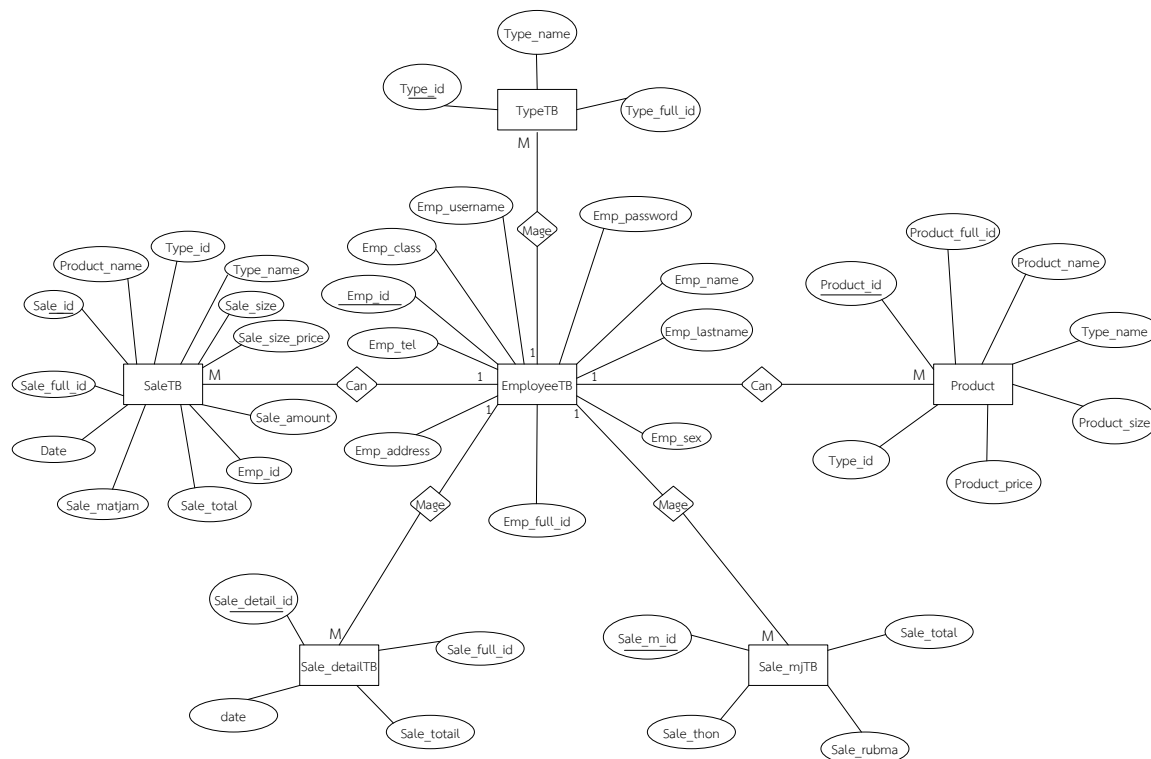 Type_name
Type_id
TypeTB
Type_full_id
M
Mage
Emp_username
Emp_password
Emp_class
Emp_id
Emp_tel
Emp_name
Emp_lastname
Type_id
Product_name
Type_name
Sale_id
Sale_size
Sale_size_price
M
SaleTB
Can
1
1
EmployeeTB
1
Can
M
Product
Product_full_id
Product_name
Product_id
Type_name
Product_size
Type_id
Product_price
Sale_full_id
Sale_amount
Date
Emp_id
Sale_matjam
Sale_total
1
1
Emp_address
Emp_sex
Emp_full_id
Mage
Mage
Sale_detail_id
M
Sale_detailTB
Sale_full_id
date
Sale_totail
Sale_m_id
M
Sale_mjTB
Sale_total
Sale_thon
Sale_rubma